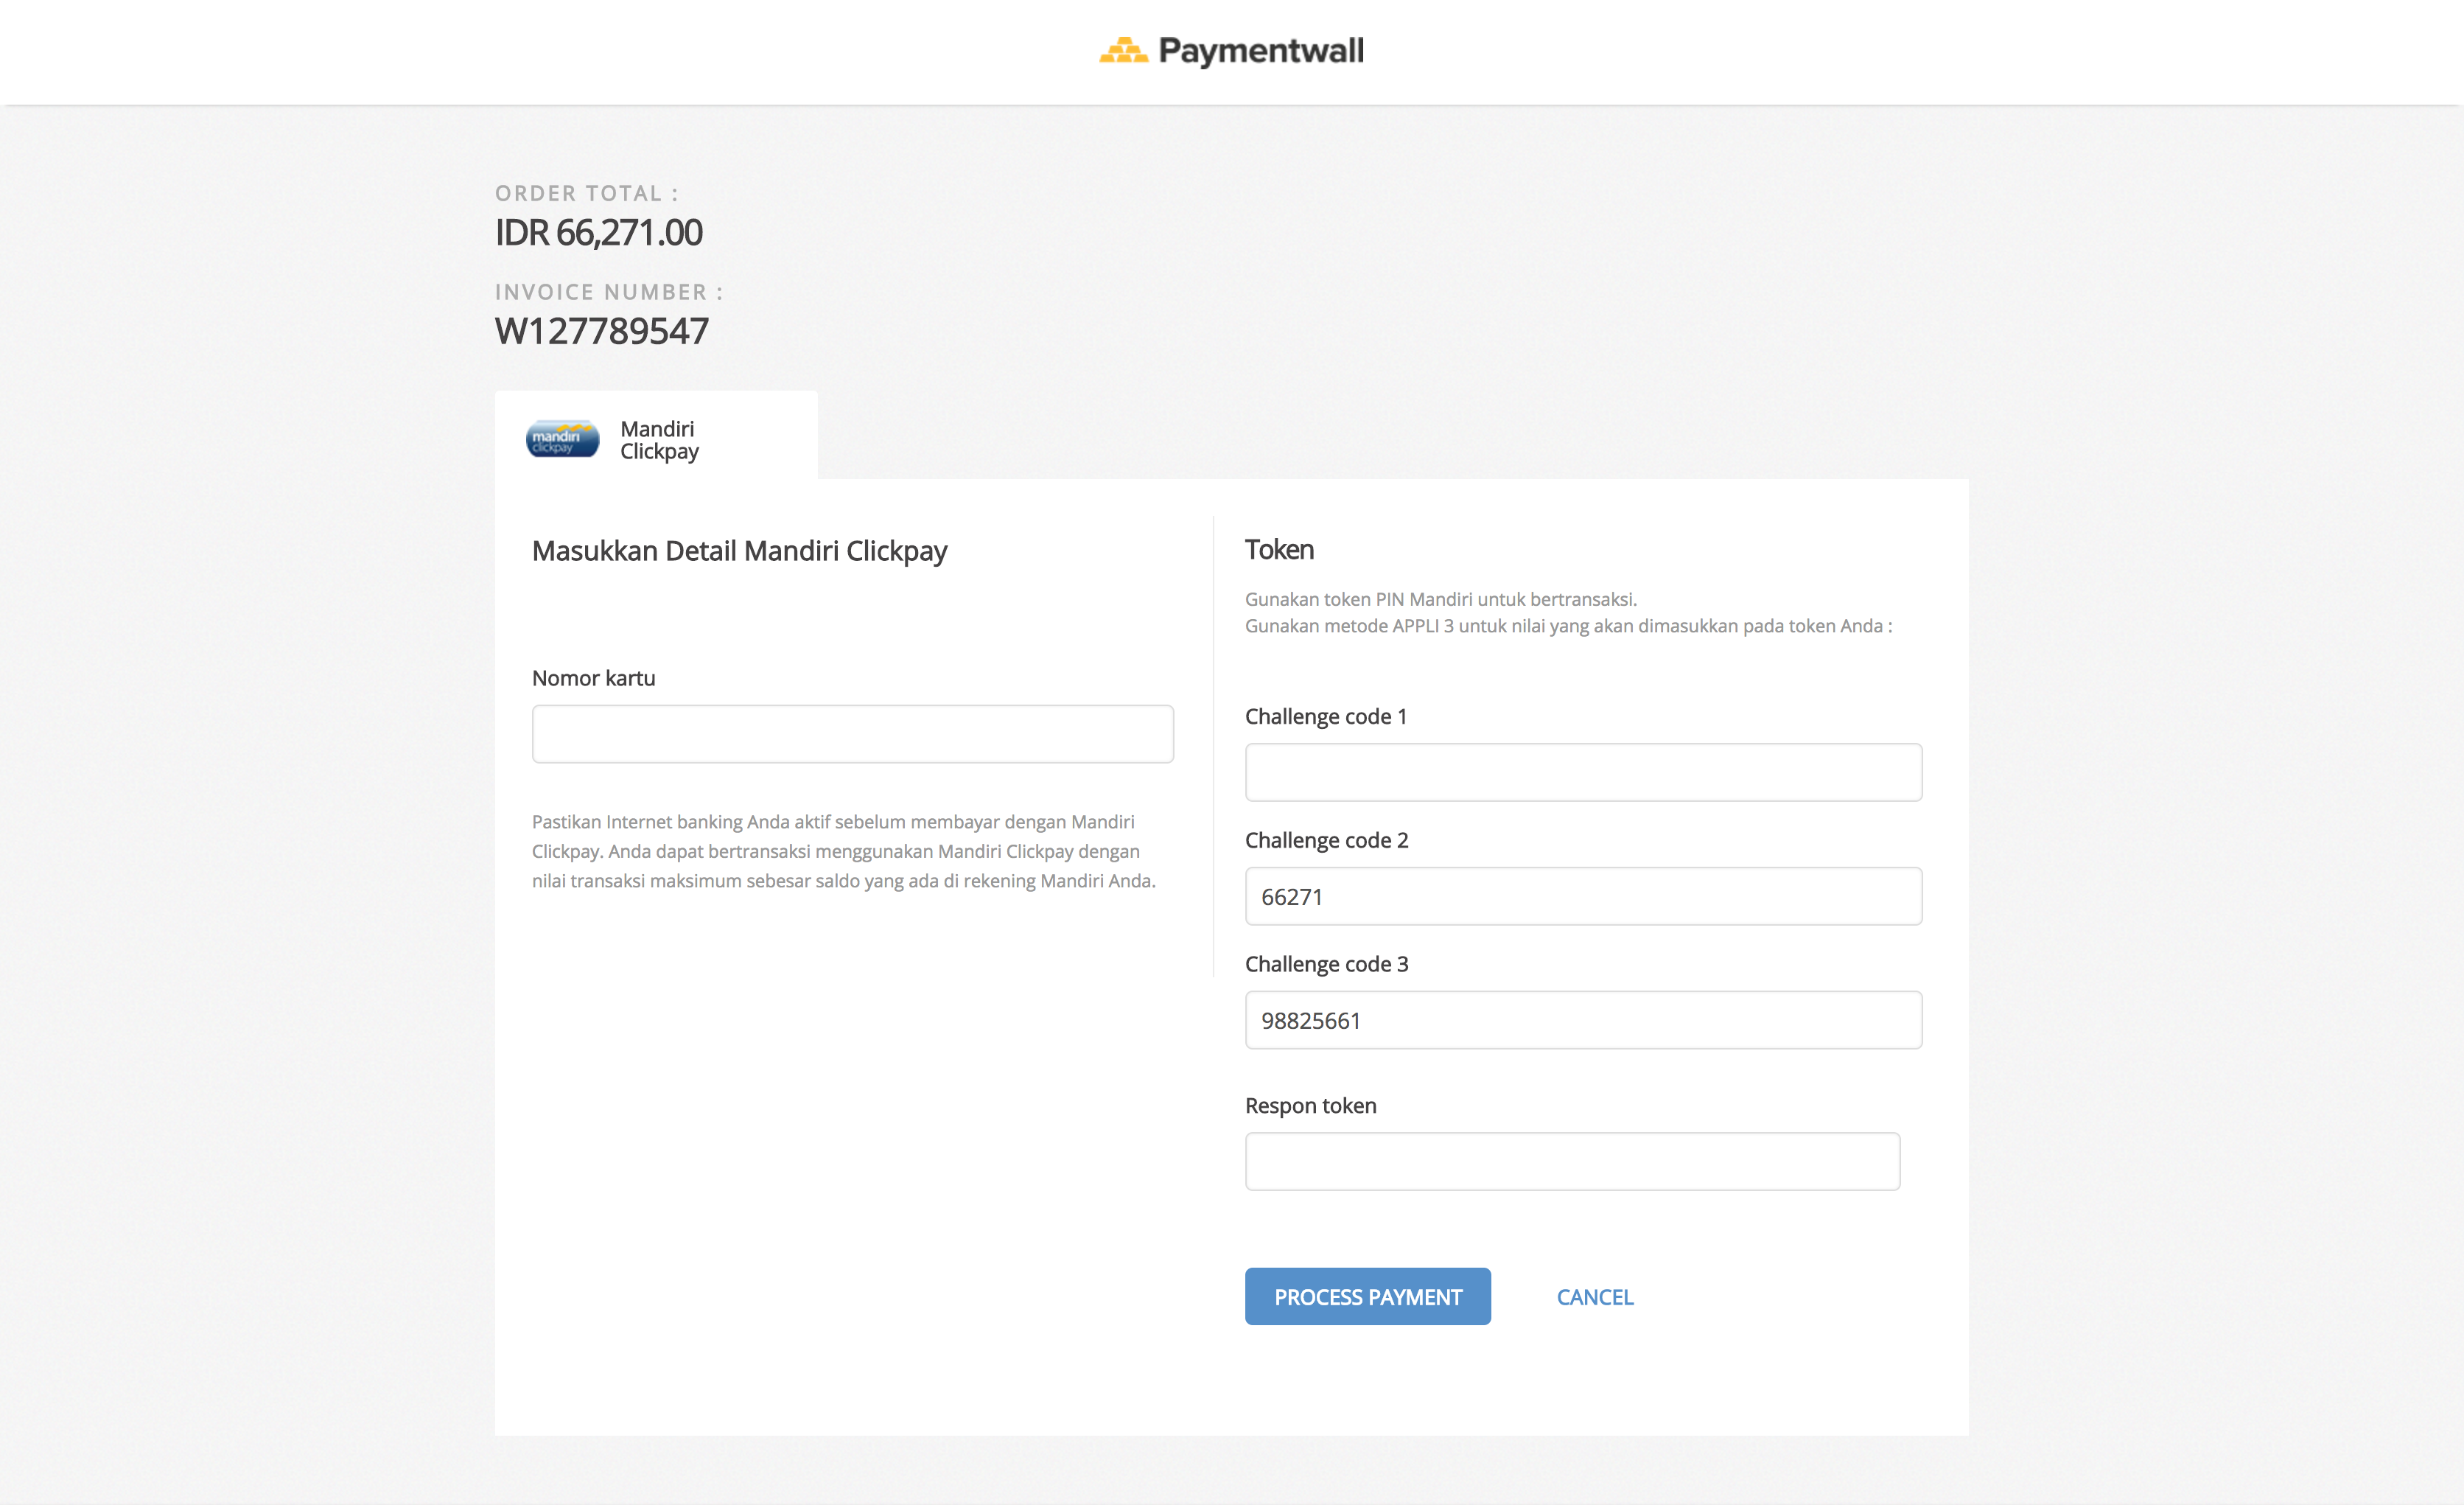 Paymentwall
ORDER TOTAL :
IDR 66,271.00
INVOICE NUMBER :
W127789547
mandiri
clickpay
Mandiri
Clickpay
Masukkan Detail Mandiri Clickpay
Nomor kartu
Pastikan Internet banking Anda aktif sebelum membayar dengan Mandiri
Clickpay. Anda dapat bertransaksi menggunakan Mandiri Clickpay dengan
nilai transaksi maksimum sebesar saldo yang ada di rekening Mandiri Anda.
Token
Gunakan token PIN Mandiri untuk bertransaksi.
Gunakan metode APPLI 3 untuk nilai yang akan dimasukkan pada token Anda :
Challenge code 1
Challenge code 2
66271
Challenge code 3
98825661
Respon token
PROCESS PAYMENT
CANCEL